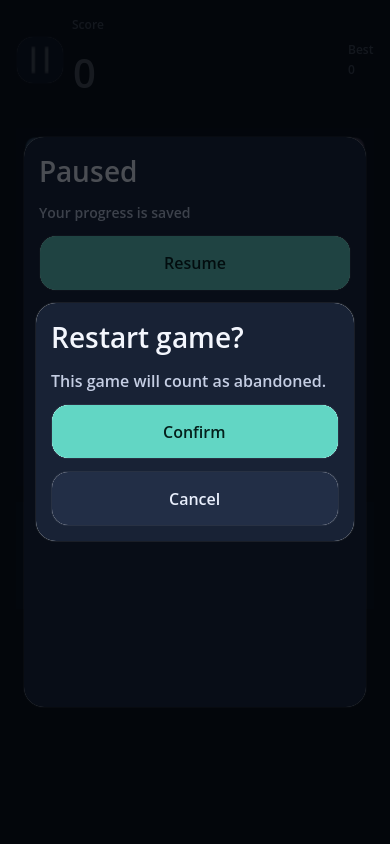 Score
0
Best
0
Paused
Your progress is saved
Resume
Restart game?
This game will count as abandoned.
Confirm
Cancel